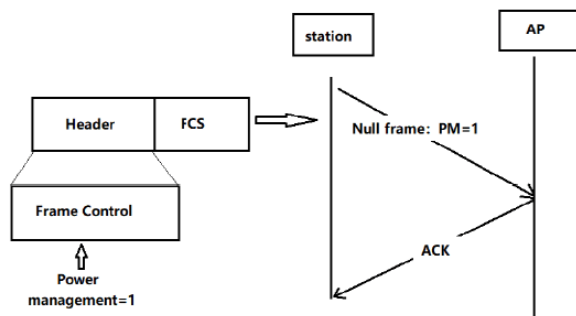 station
AP
Header
FCS
Null frame: PM=1
Frame Control
ACK
Power
management=1